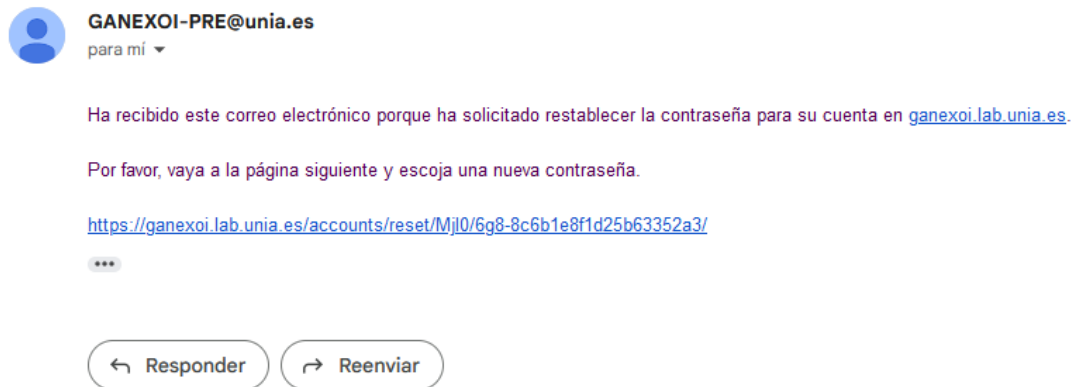 GANEXOI-PRE@unia.es
para mí
Ha recibido este correo electrónico porque ha solicitado restablecer la contraseña para su cuenta en ganexoi.lab.unia.es.
Por favor, vaya a la página siguiente y escoja una nueva contraseña.
https://ganexoi.lab.unia.es/accounts/reset/MjI0/6g8-8c6b1e8f1d25b63352a3/
Responder Reenviar